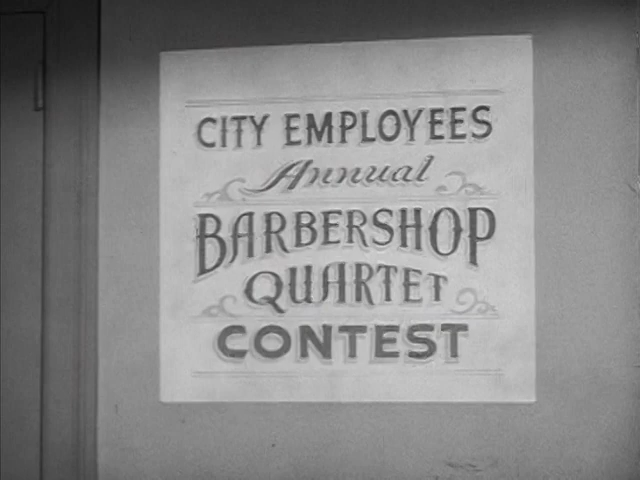 CITY EMPLOYEES
Annual
BARBERSHOP
QUARTET
CONTEST